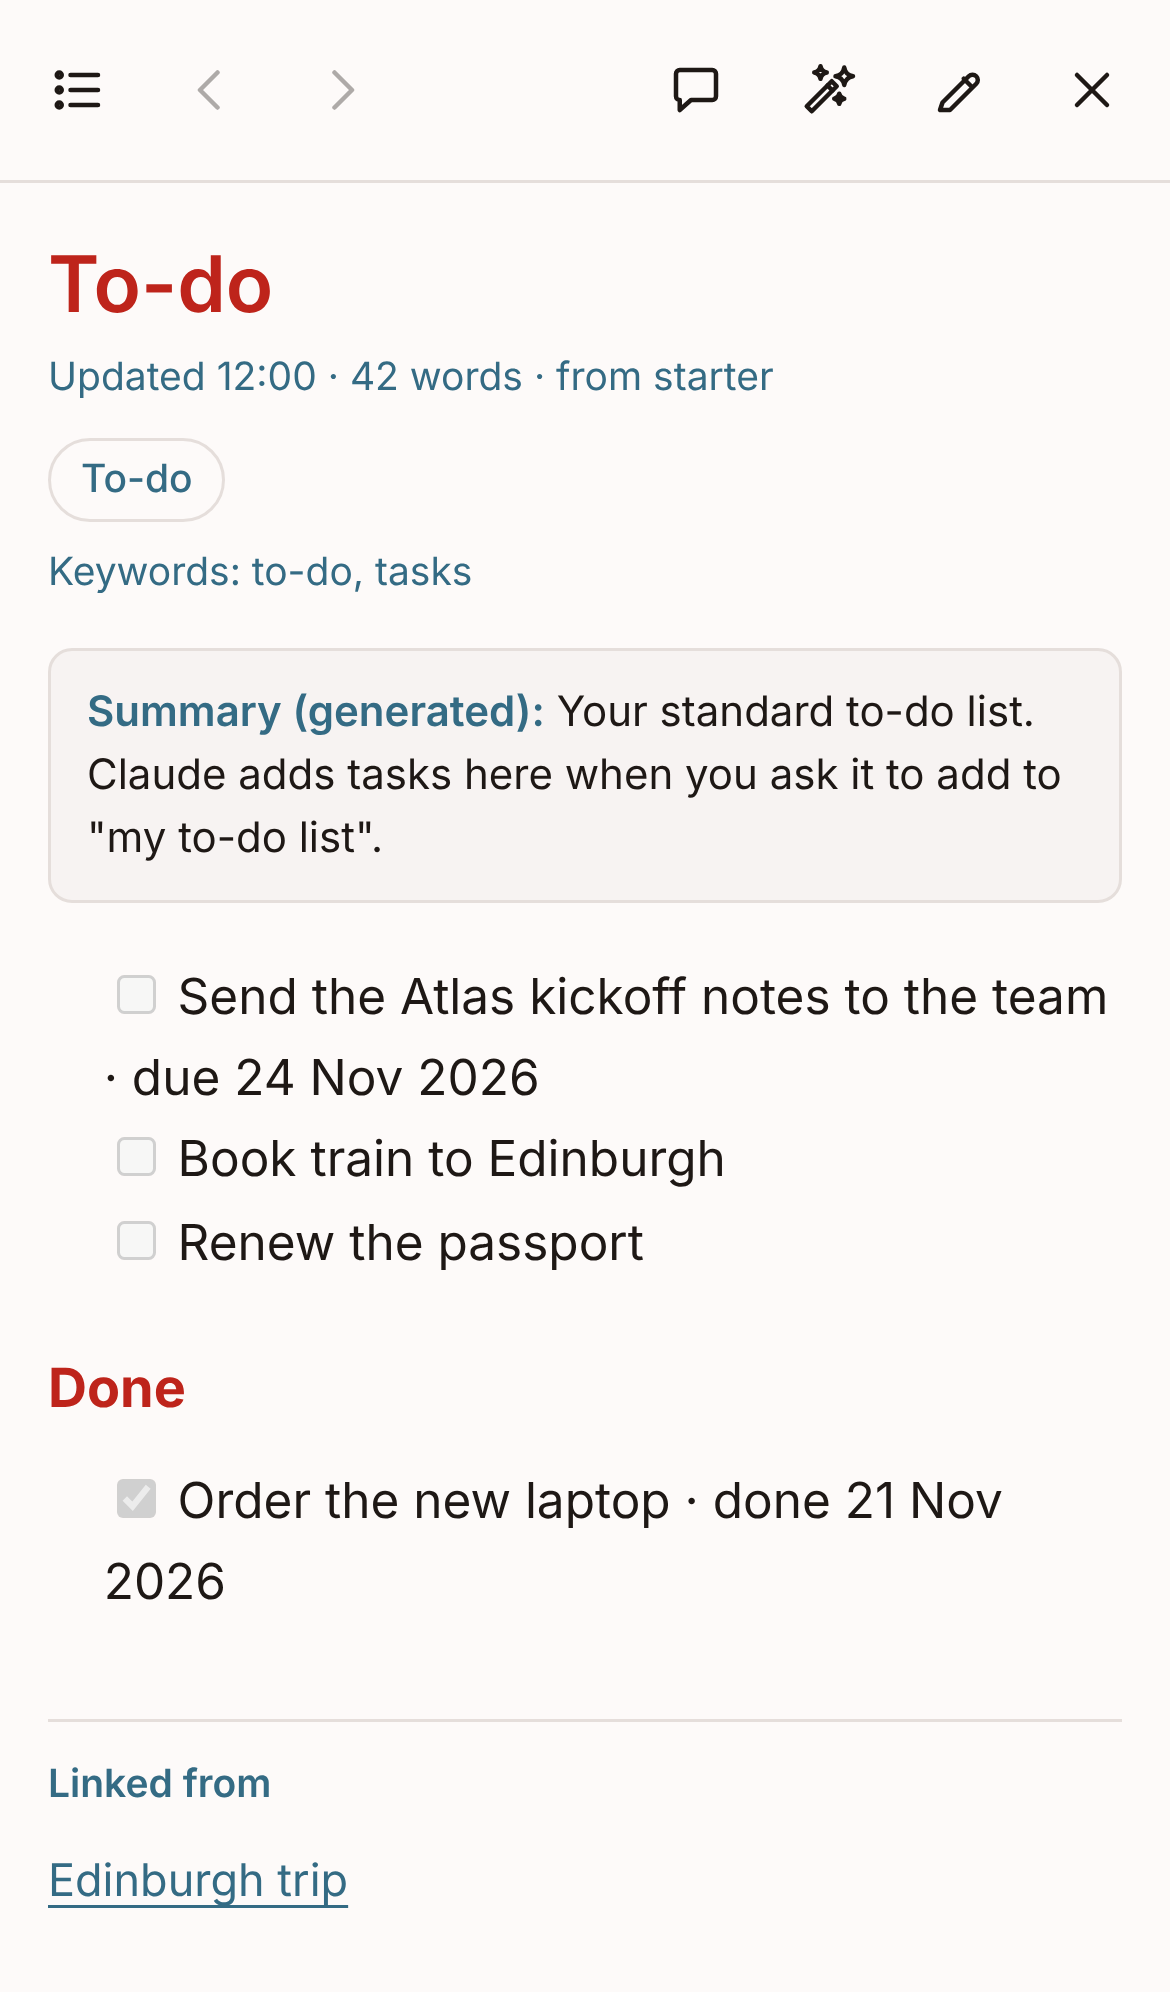 To-do
Updated 12:00 · 42 words · from starter
To-do
Keywords: to-do, tasks
Summary (generated): Your standard to-do list.
Claude adds tasks here when you ask it to add to
"my to-do list".
Send the Atlas kickoff notes to the team
· due 24 Nov 2026
Book train to Edinburgh
Renew the passport
Done
Order the new laptop · done 21 Nov
2026
Linked from
Edinburgh trip